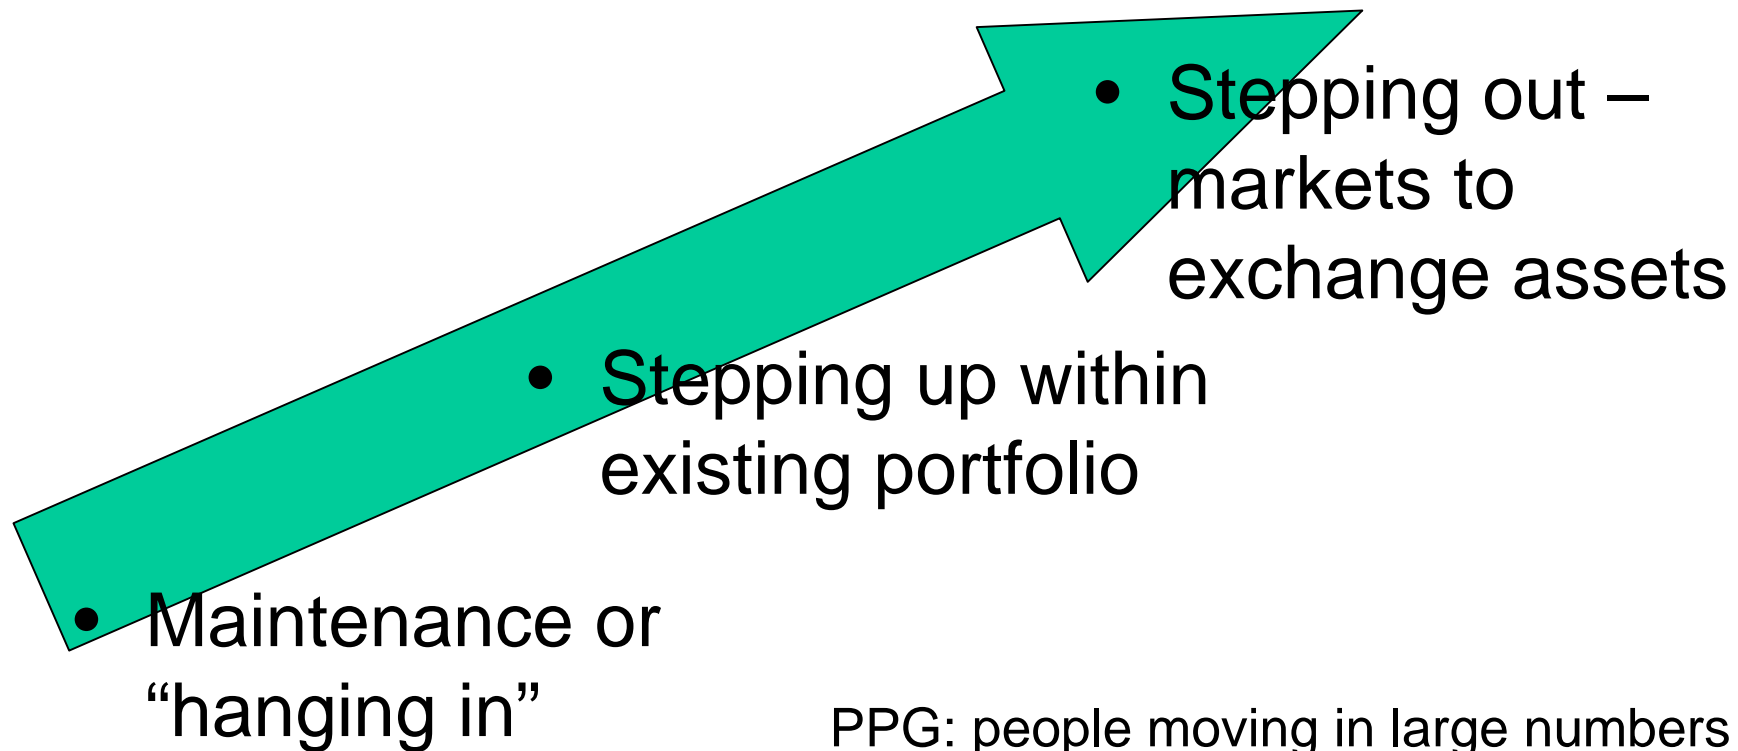 • Stepping out –
markets to
exchange assets
• Stepping up within
existing portfolio
• Maintenance or
“hanging in”
PPG: people moving in large numbers